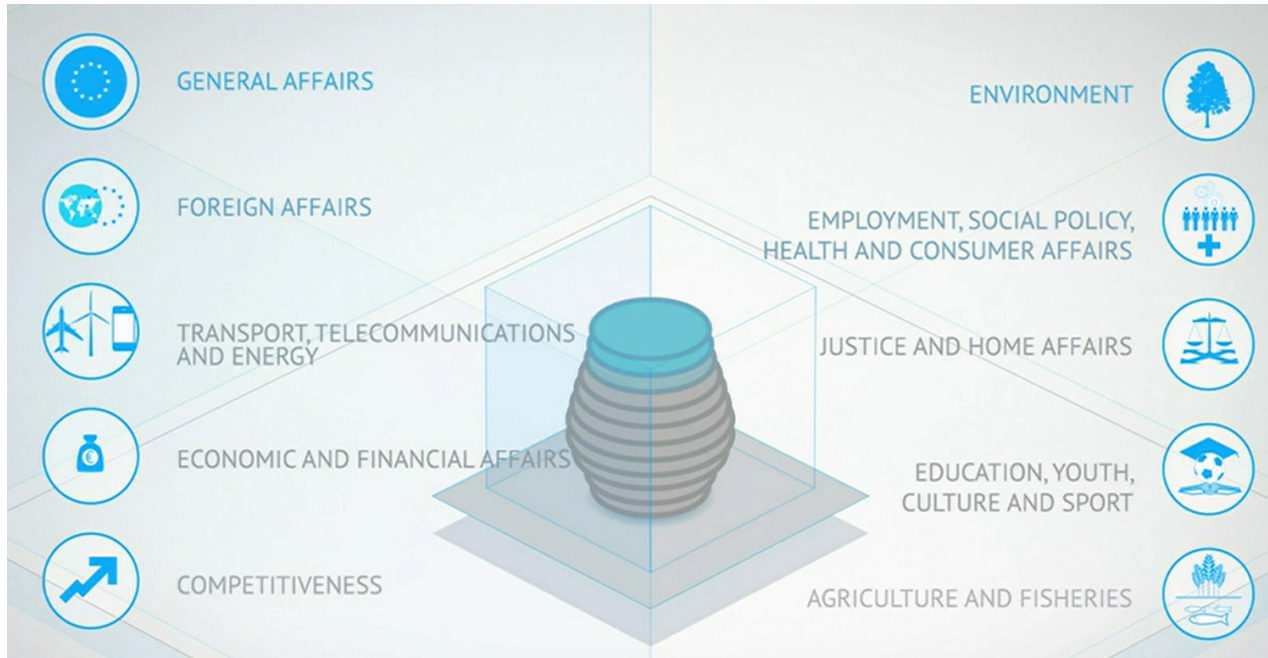 GENERAL AFFAIRS
FOREIGN AFFAIRS
TRANSPORT, TELECOMMUNICATIONS
AND ENERGY
ECONOMIC AND FINANCIAL AFFAIRS
€
COMPETITIVENESS
ENVIRONMENT
EMPLOYMENT, SOCIAL POLICY,
HEALTH AND CONSUMER AFFAIRS
JUSTICE AND HOME AFFAIRS
EDUCATION, YOUTH,
CULTURE AND SPORT
AGRICULTURE AND FISHERIES